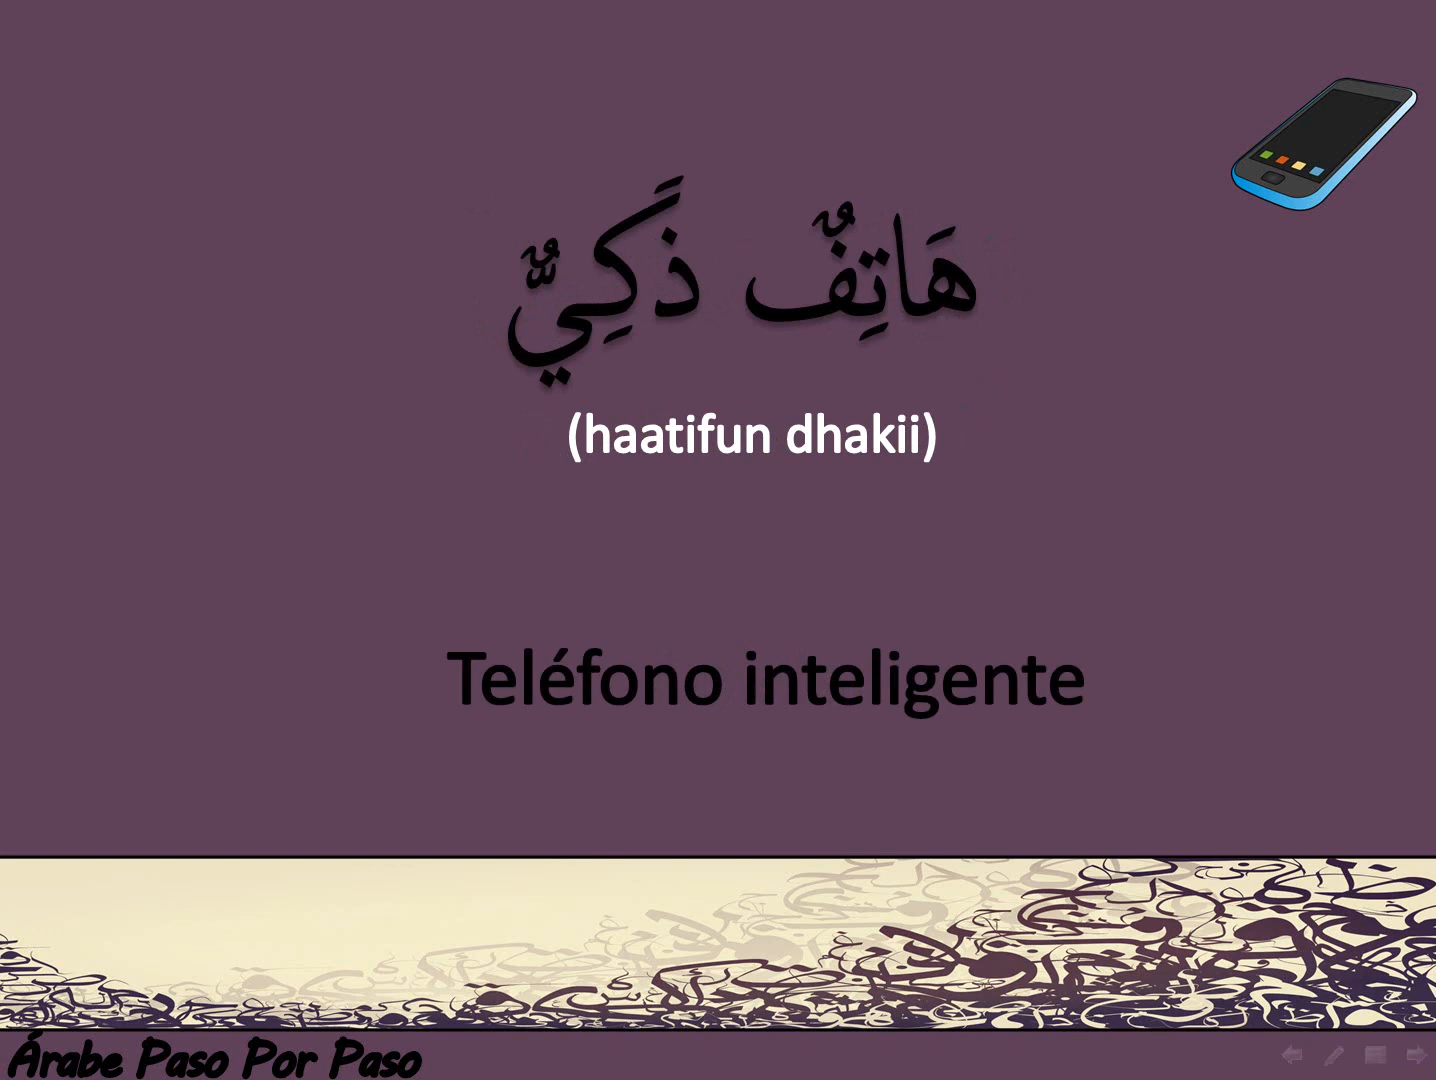 هَاتِفٌ ذَكِيٌّ
(haatifun dhakii)
Teléfono inteligente
Árabe Paso Por Paso